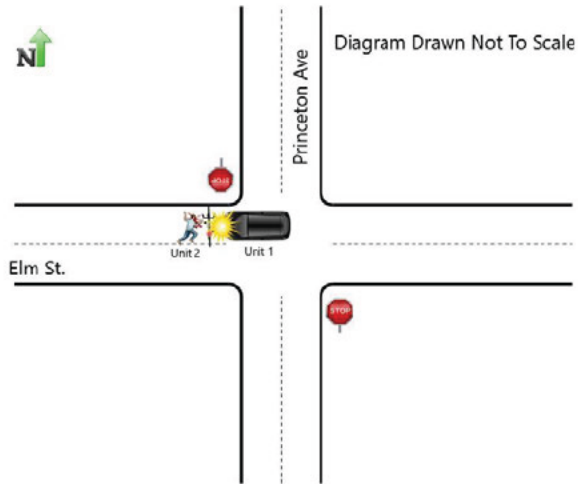 N
Diagram Drawn Not To Scale
Princeton Ave
STOP
Unit 2
Unit 1
Elm St.
STOP